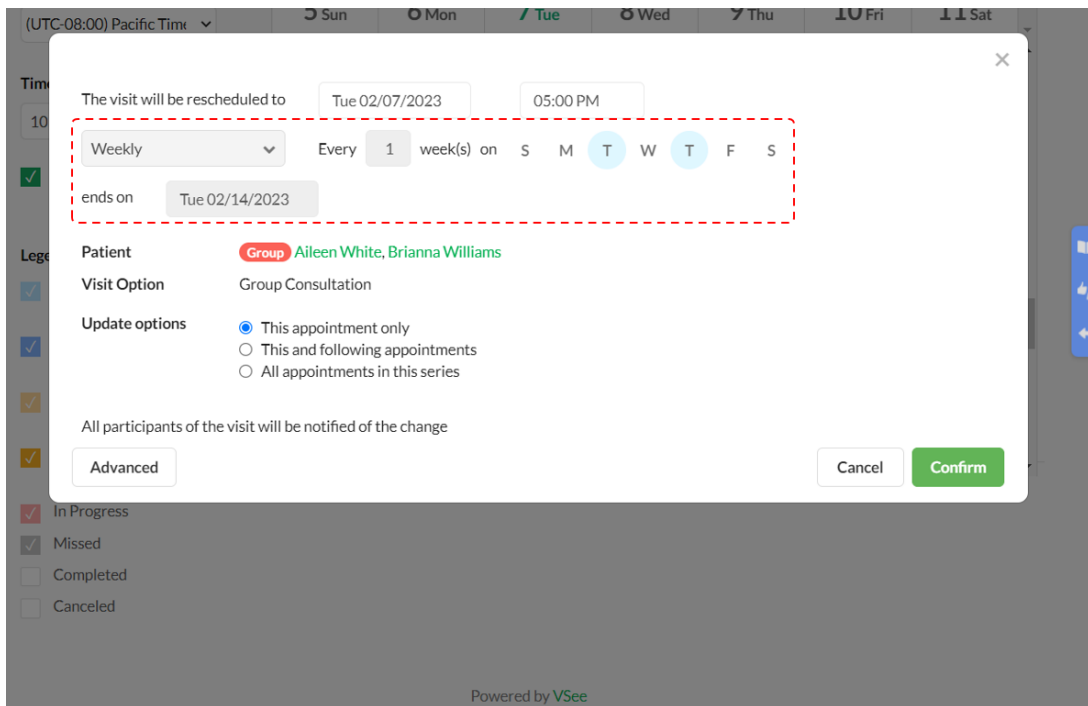 (UTC-08:00) Pacific Time
5 Sun 6 Mon 7 Tue 8 Wed 9 Thu 10 Fri 11 Sat
10
The visit will be rescheduled to Tue 02/07/2023 05:00 PM
Weekly Every 1 week(s) on S M T W T F S
ends on Tue 02/14/2023
Patient Group Aileen White, Brianna Williams
Visit Option Group Consultation
Update options
This appointment only
This and following appointments
All appointments in this series
All participants of the visit will be notified of the change
Advanced Cancel Confirm
In Progress
Missed
Completed
Canceled
Powered by VSee